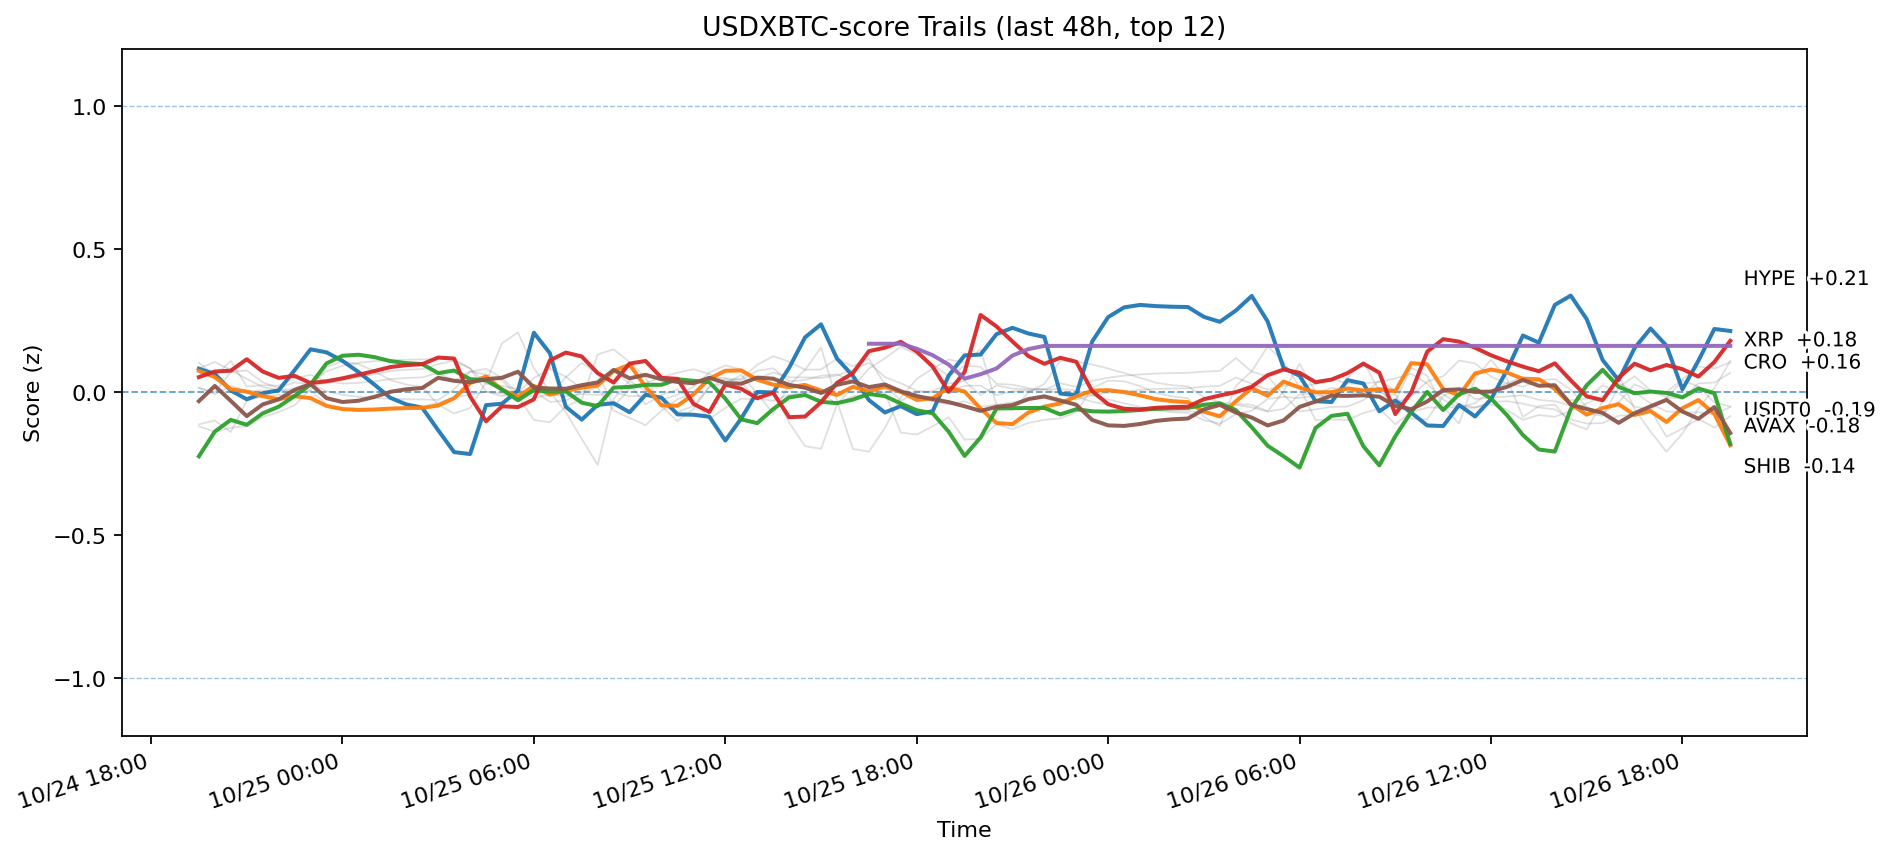 USDXBTC-score Trails (last 48h, top 12)
Score (z)
1.0
0.5
0.0
−0.5
−1.0
HYPE +0.21
XRP +0.18
CRO +0.16
USDT0 -0.19
AVAX -0.18
SHIB -0.14
10/24 18:00
10/25 00:00
10/25 06:00
10/25 12:00
10/25 18:00
10/26 00:00
10/26 06:00
10/26 12:00
10/26 18:00
Time